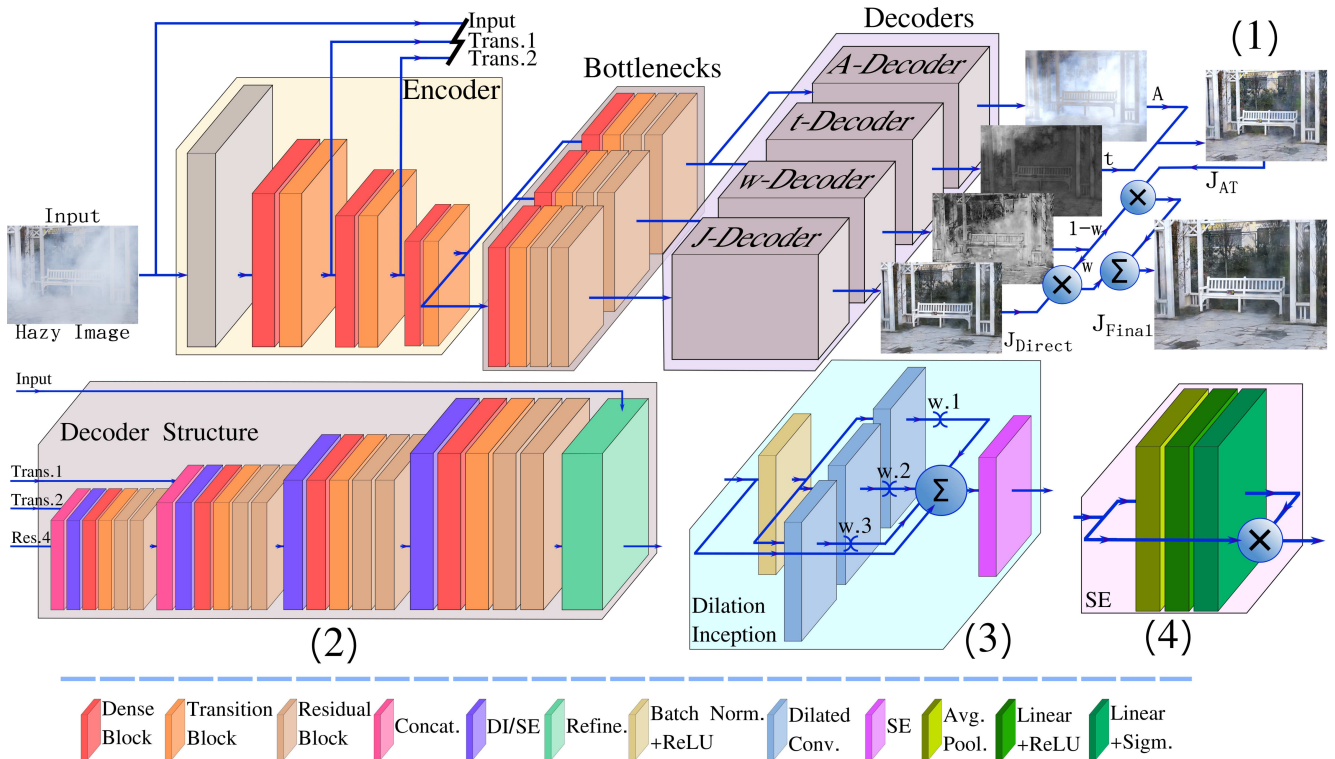 Input
Trans.1
Trans.2
Encoder
Bottlenecks
Decoders
(1)
A-Decoder
t-Decoder
w-Decoder
J-Decoder
Input
Hazy Image
A
t
J_AT
1-w
w
×
×
Σ
J_Direct
J_Final
Input
Decoder Structure
Trans.1
Trans.2
Res.4
(2)
w.1
w.2
w.3
Σ
Dilation
Inception
(3)
×
SE
(4)
Dense
Block
Transition
Block
Residual
Block
Concat.
DI/SE
Refine.
Batch Norm.
+ReLU
Dilated
Conv.
SE
Avg.
Pool.
Linear
+ReLU
Linear
+Sigm.